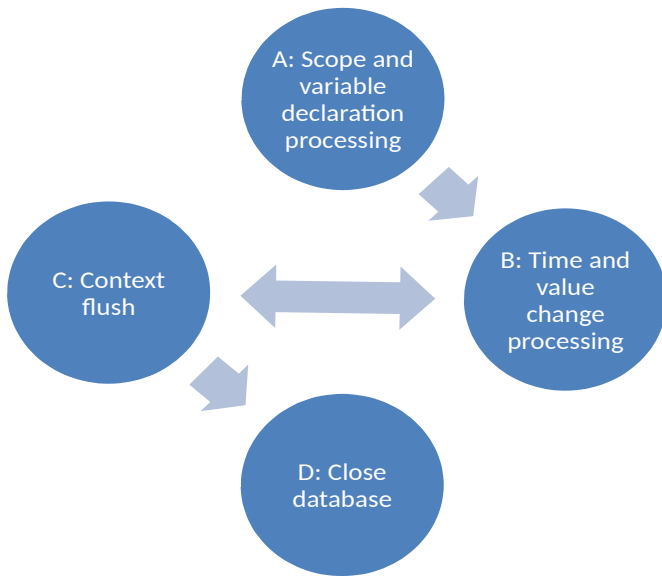 A: Scope and
variable
declaration
processing
C: Context
flush
B: Time and
value
change
processing
D: Close
database